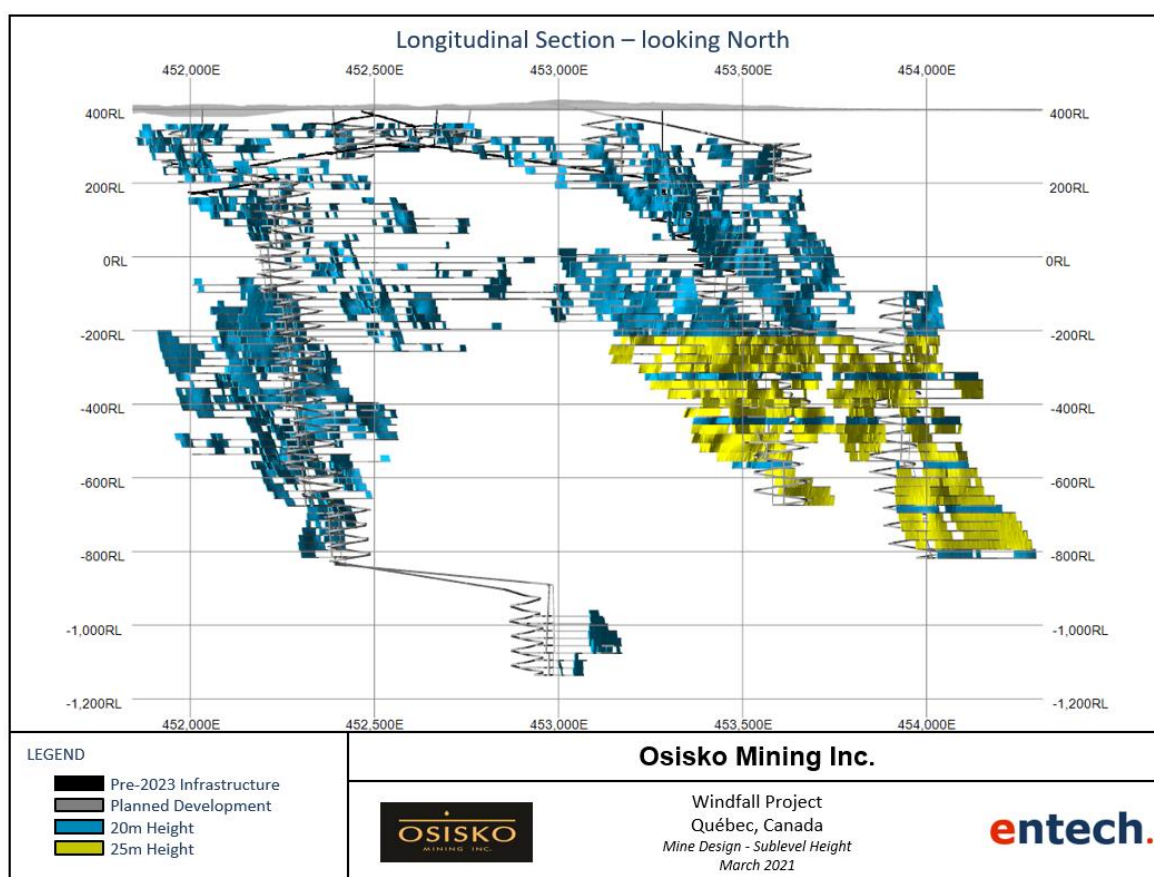 Longitudinal Section – looking North
452,000E 452,500E 453,000E 453,500E 454,000E
400RL 400RL
200RL 200RL
0RL 0RL
-200RL -200RL
-400RL -400RL
-600RL -600RL
-800RL -800RL
-1,000RL -1,000RL
-1,200RL -1,200RL
452,000E 452,500E 453,000E 453,500E 454,000E
LEGEND
Pre-2023 Infrastructure
Planned Development
20m Height
25m Height
Osisko Mining Inc.
OSISKO
MINING INC.
Windfall Project
Québec, Canada
Mine Design - Sublevel Height
March 2021
entech.